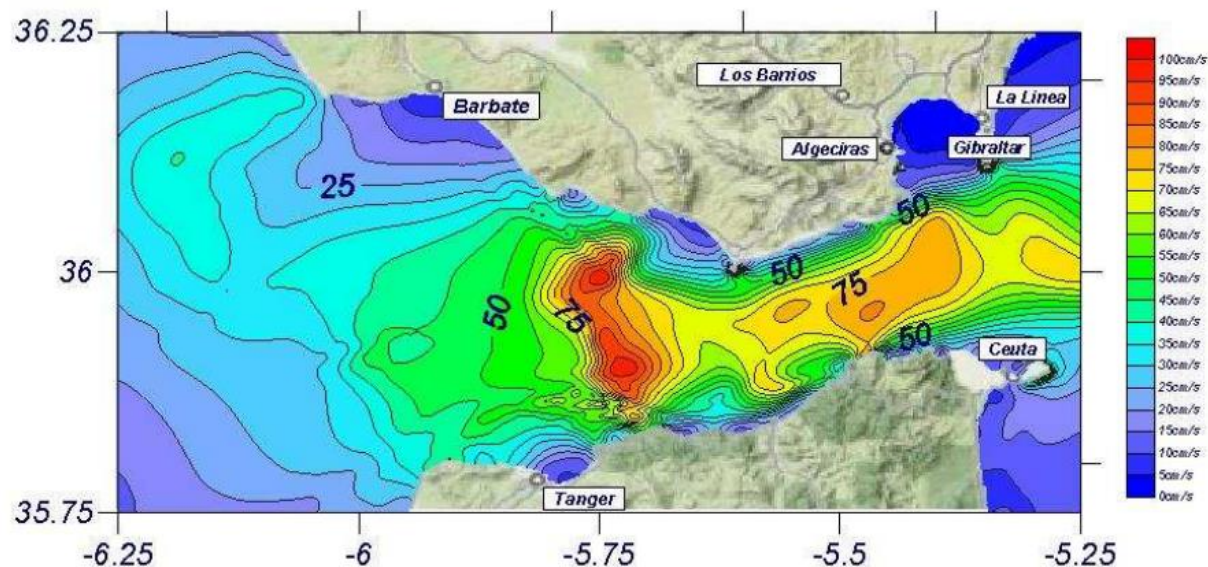 36.25
36
35.75
-6.25
-6
-5.75
-5.5
-5.25
Barbate
Los Barrios
La Linea
Algeciras
Gibraltar
Ceuta
Tanger
25
50
75
50
75
50
50
100cm/s
95cm/s
90cm/s
85cm/s
80cm/s
75cm/s
70cm/s
65cm/s
60cm/s
55cm/s
50cm/s
45cm/s
40cm/s
35cm/s
30cm/s
25cm/s
20cm/s
15cm/s
10cm/s
5cm/s
0cm/s